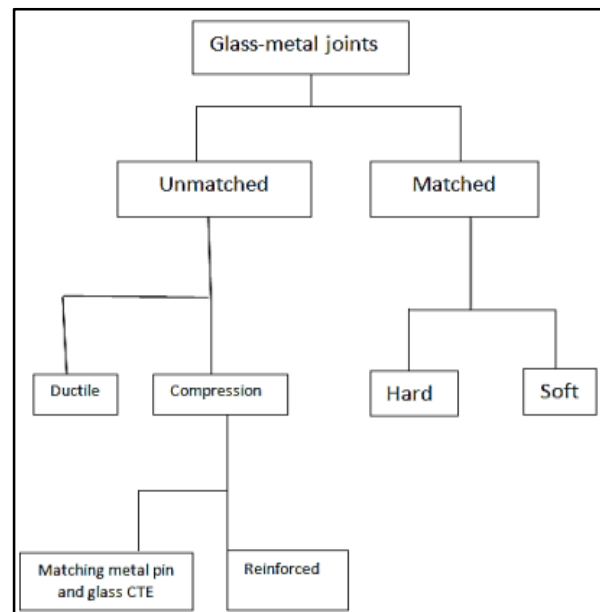 Glass-metal joints
Unmatched
Matched
Ductile
Compression
Hard
Soft
Matching metal pin
and glass CTE
Reinforced